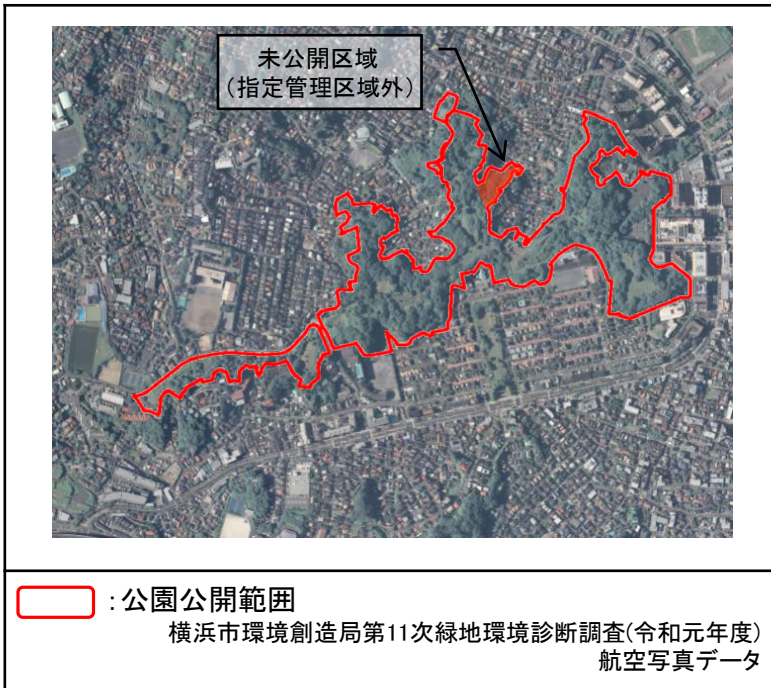 未公開区域
（指定管理区域外）
：公園公開範囲
横浜市環境創造局第11次緑地環境診断調査(令和元年度)
航空写真データ